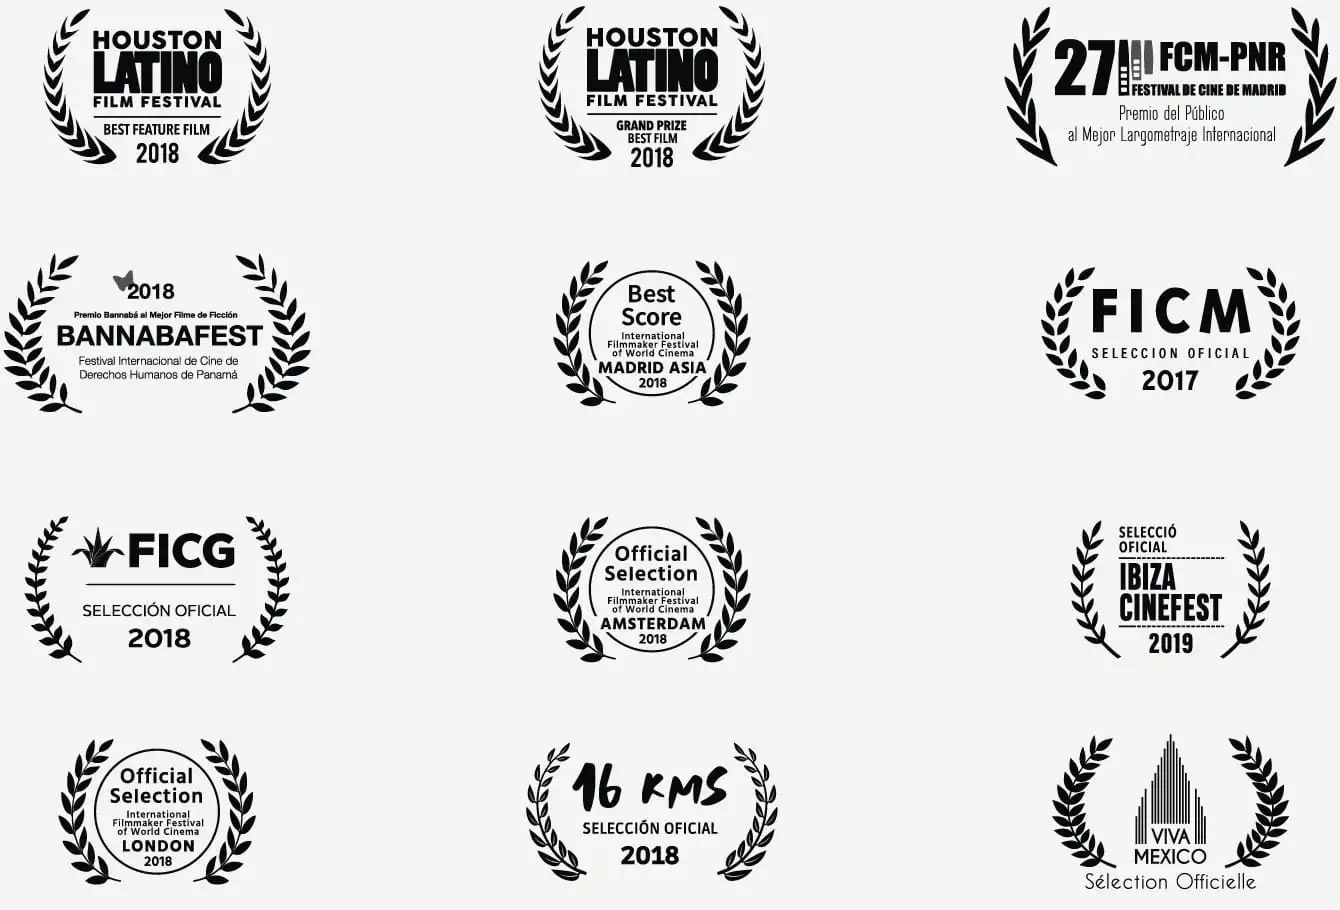 HOUSTON
LATINO
FILM FESTIVAL
BEST FEATURE FILM
2018
HOUSTON
LATINO
FILM FESTIVAL
GRAND PRIZE
BEST FILM
2018
27 FCM-PNR
FESTIVAL DE CINE DE MADRID
Premio del Público
al Mejor Largometraje Internacional
2018
Premio Bannabá al Mejor Filme de Ficción
BANNABAFEST
Festival Internacional de Cine de
Derechos Humanos de Panamá
Best
Score
International
Filmmaker Festival
of World Cinema
MADRID ASIA
2018
FICM
SELECCION OFICIAL
2017
FICG
SELECCIÓN OFICIAL
2018
Official
Selection
International
Filmmaker Festival
of World Cinema
AMSTERDAM
2018
SELECCIÓ
OFICIAL
IBIZA
CINEFEST
2019
Official
Selection
International
Filmmaker Festival
of World Cinema
LONDON
2018
16 KMS
SELECCIÓN OFICIAL
2018
VIVA
MEXICO
Sélection Officielle